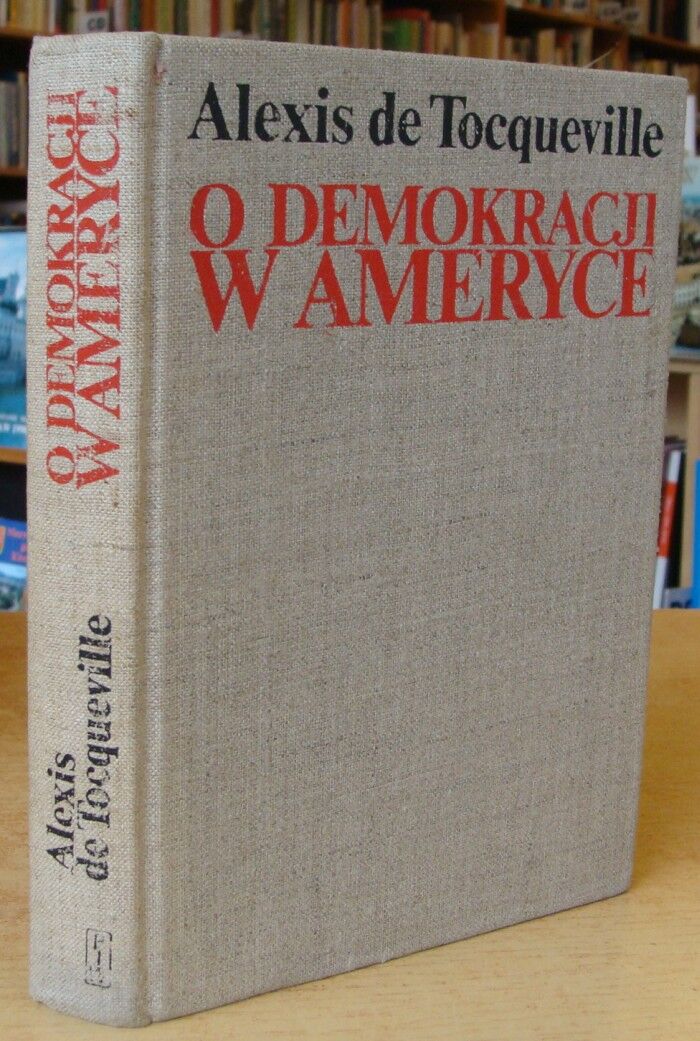 Alexis de Tocqueville
O DEMOKRACJI
W AMERYCE
O DEMOKRACJI
W AMERYCE
Alexis
de Tocqueville